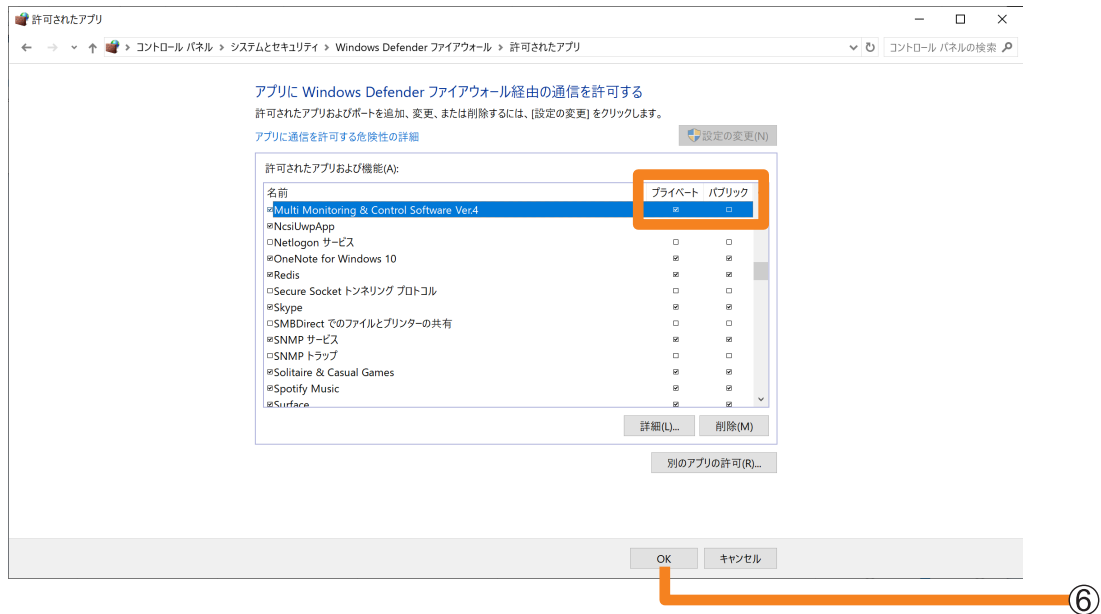 許可されたアプリ
コントロール パネル > システムとセキュリティ > Windows Defender ファイアウォール > 許可されたアプリ
コントロール パネルの検索
アプリに Windows Defender ファイアウォール経由の通信を許可する
許可されたアプリおよびポートを追加、変更、または削除するには、[設定の変更] をクリックします。
アプリに通信を許可する危険性の詳細
設定の変更(N)
許可されたアプリおよび機能(A):
名前 プライベート パブリック
Multi Monitoring & Control Software Ver.4
NcsiUwpApp
Netlogon サービス
OneNote for Windows 10
Redis
Secure Socket トンネリング プロトコル
Skype
SMBDirect でのファイルとプリンターの共有
SNMP サービス
SNMP トラップ
Solitaire & Casual Games
Spotify Music
Surface
詳細(L)... 削除(M)
別のアプリの許可(R)...
OK キャンセル
⑥